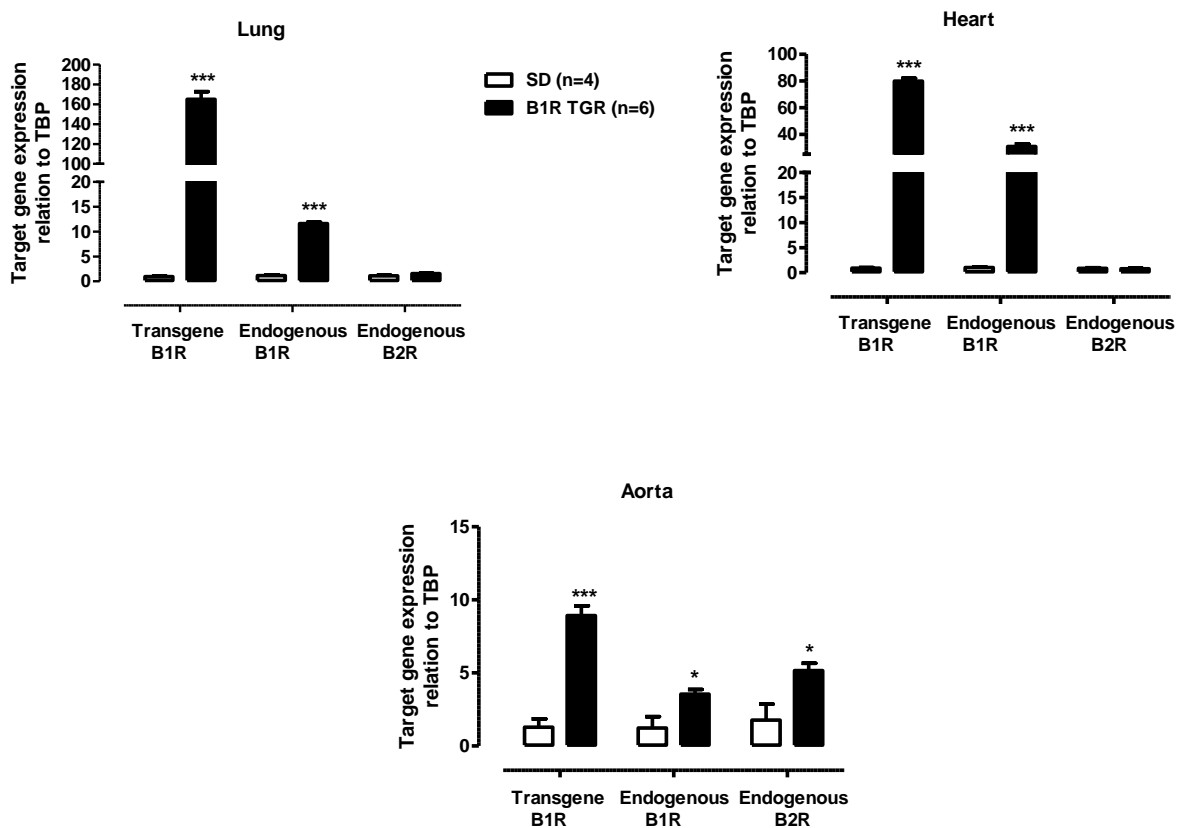 Lung
Target gene expression
relation to TBP
200
180
160
140
120
100
20
15
10
5
0
***
***
Transgene
B1R
Endogenous
B1R
Endogenous
B2R
SD (n=4)
B1R TGR (n=6)
Heart
Target gene expression
relation to TBP
100
80
60
40
20
15
10
5
0
***
***
Transgene
B1R
Endogenous
B1R
Endogenous
B2R
Aorta
Target gene expression
relation to TBP
15
10
5
0
***
*
*
Transgene
B1R
Endogenous
B1R
Endogenous
B2R